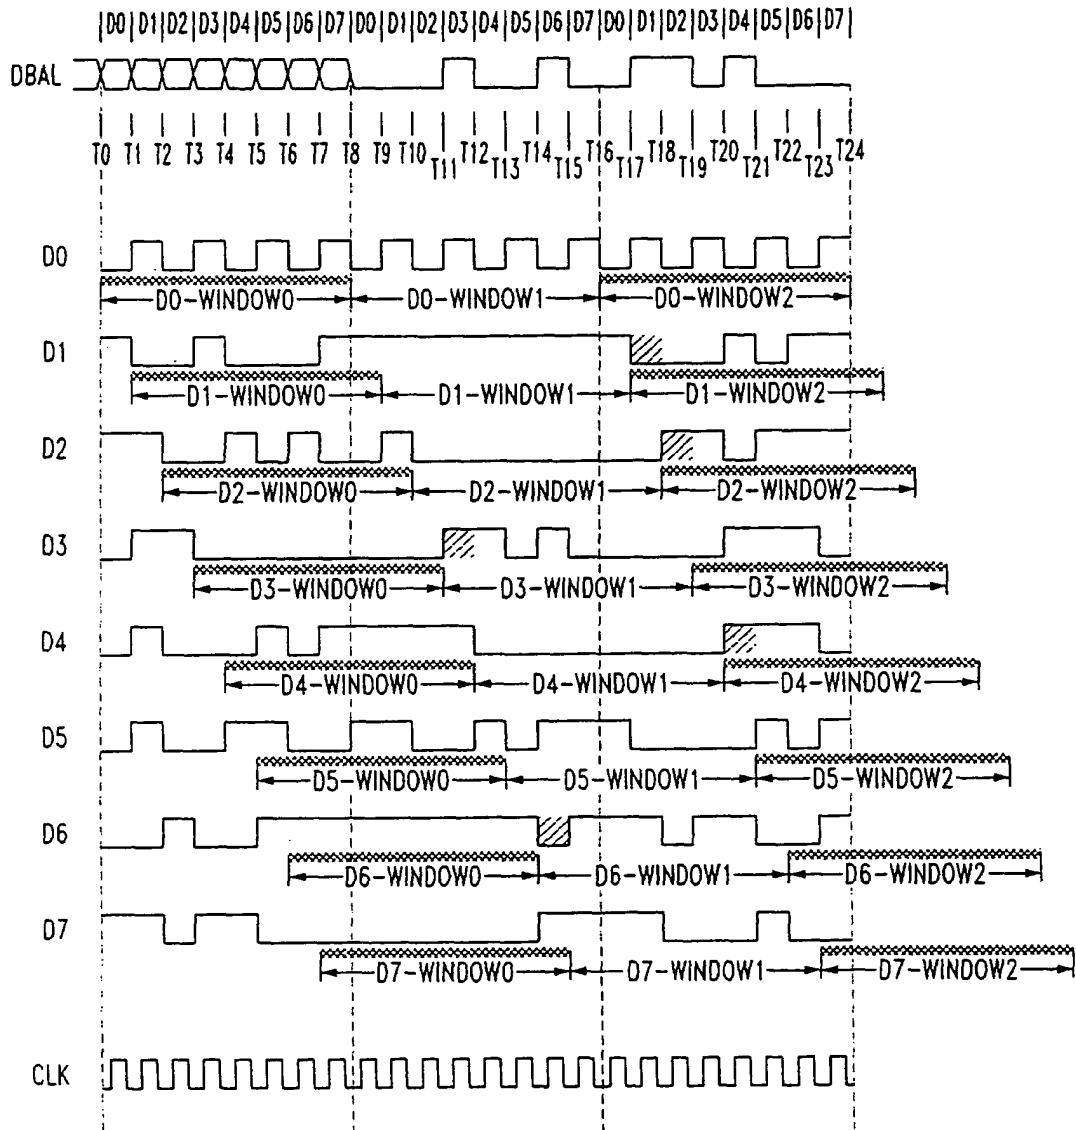 |D0|D1|D2|D3|D4|D5|D6|D7|D0|D1|D2|D3|D4|D5|D6|D7|D0|D1|D2|D3|D4|D5|D6|D7|
DBAL
T0 T1 T2 T3 T4 T5 T6 T7 T8 T9 T10 T11 T12 T13 T14 T15 T16 T17 T18 T19 T20 T21 T22 T23 T24
D0
D0-WINDOW0 D0-WINDOW1 D0-WINDOW2
D1
D1-WINDOW0 D1-WINDOW1 D1-WINDOW2
D2
D2-WINDOW0 D2-WINDOW1 D2-WINDOW2
D3
D3-WINDOW0 D3-WINDOW1 D3-WINDOW2
D4
D4-WINDOW0 D4-WINDOW1 D4-WINDOW2
D5
D5-WINDOW0 D5-WINDOW1 D5-WINDOW2
D6
D6-WINDOW0 D6-WINDOW1 D6-WINDOW2
D7
D7-WINDOW0 D7-WINDOW1 D7-WINDOW2
CLK